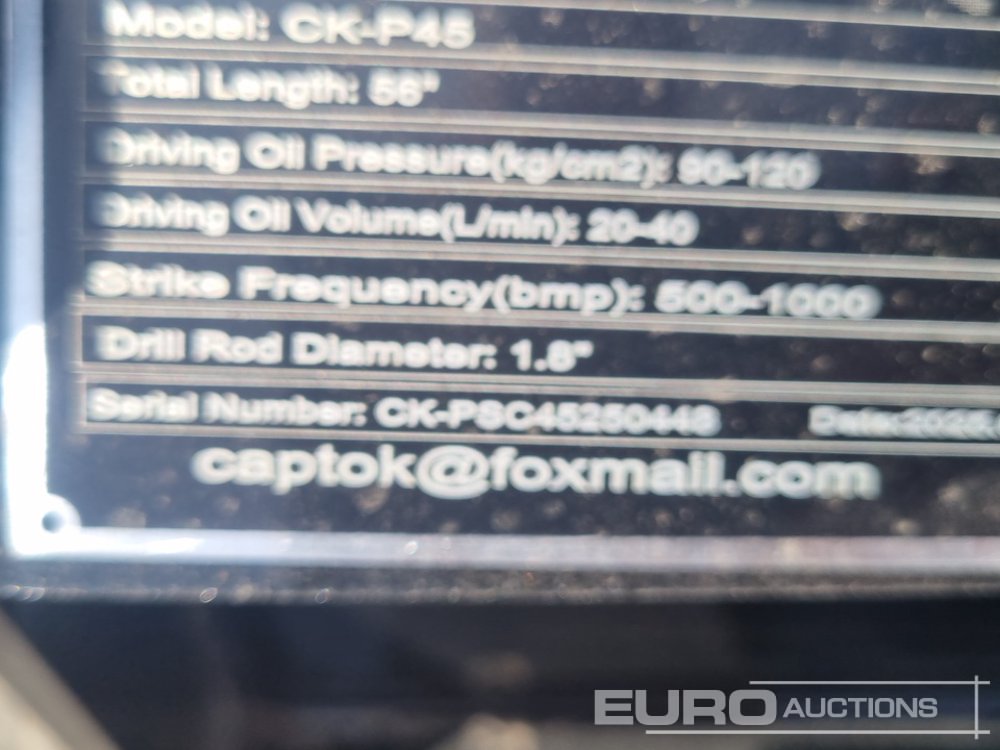 Model: CK-P45
Total Length: 56"
Driving Oil Pressure(kg/cm2): 90-120
Driving Oil Volume(L/min): 20-40
Strike Frequency(bmp): 500-1000
Drill Rod Diameter: 1.8"
Serial Number: CK-PSC45250448 Date:
captok@foxmail.com
EURO AUCTIONS